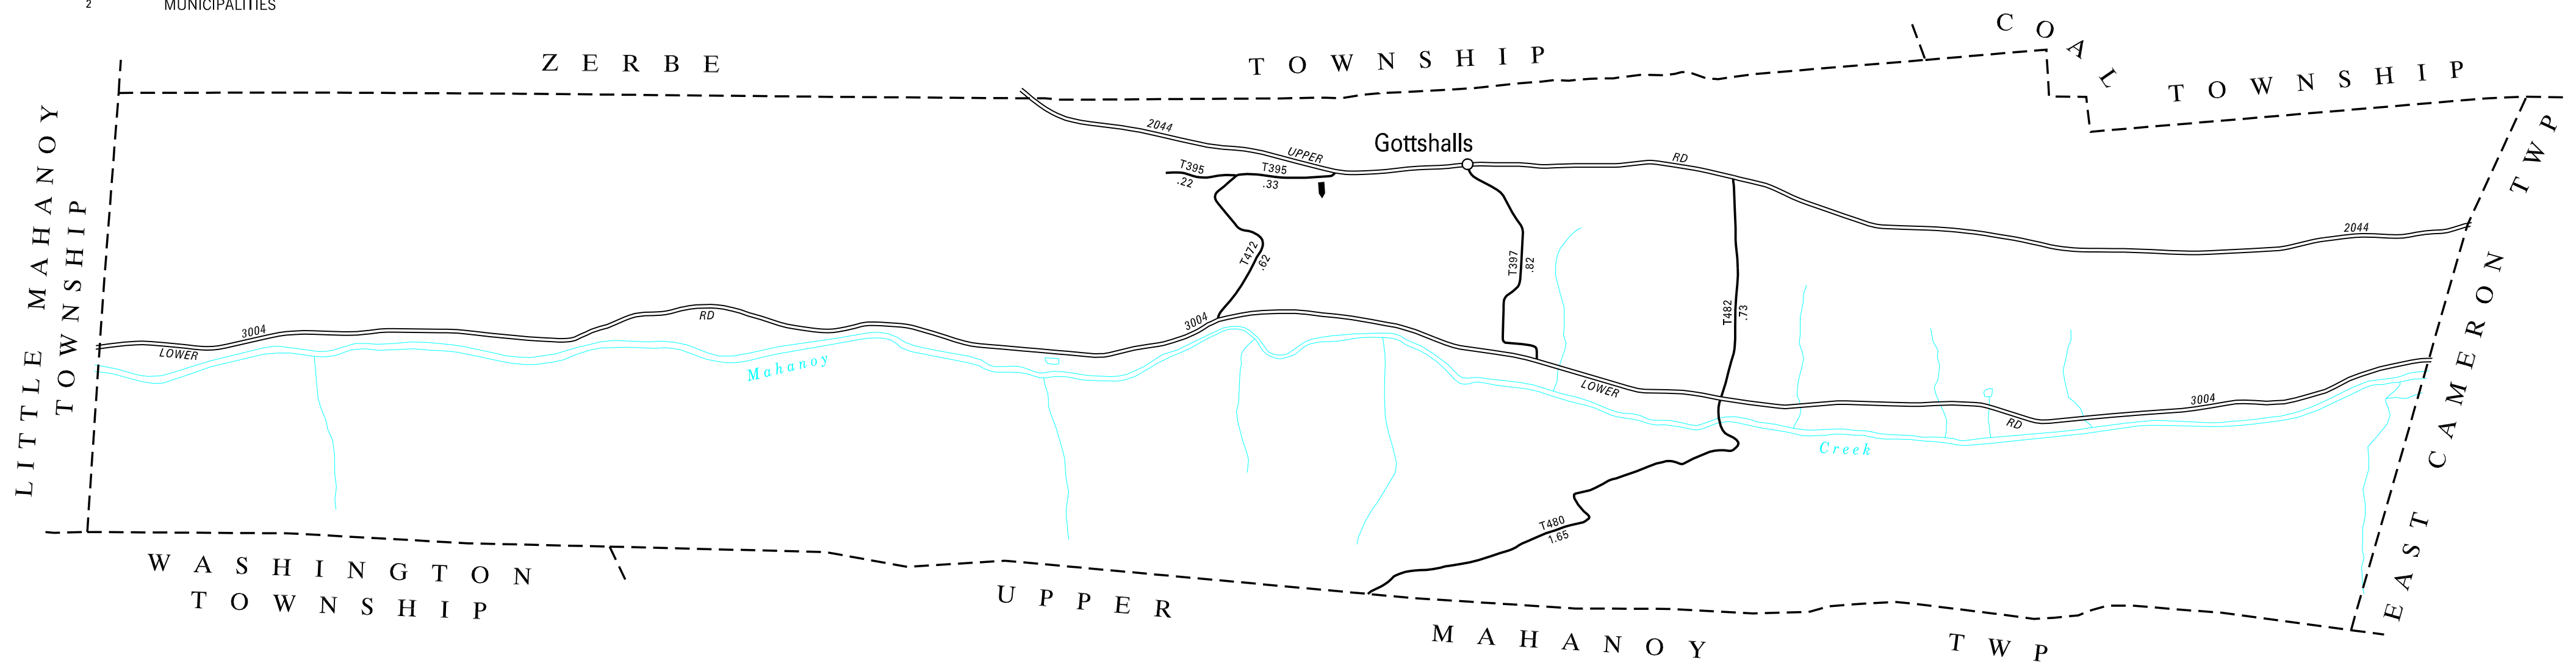 2 MUNICIPALITIES
ZERBE TOWNSHIP
COAL TOWNSHIP
LITTLE MAHANOY
TOWNSHIP
2044
UPPER
Gottshalls
RD
T395
T395
.22
.33
T472
.62
T397
.82
T482
.73
2044
EAST CAMERON TWP
3004
LOWER
RD
Mahanoy
3004
LOWER
3004
RD
Creek
T480
1.65
WASHINGTON
TOWNSHIP
UPPER MAHANOY TWP